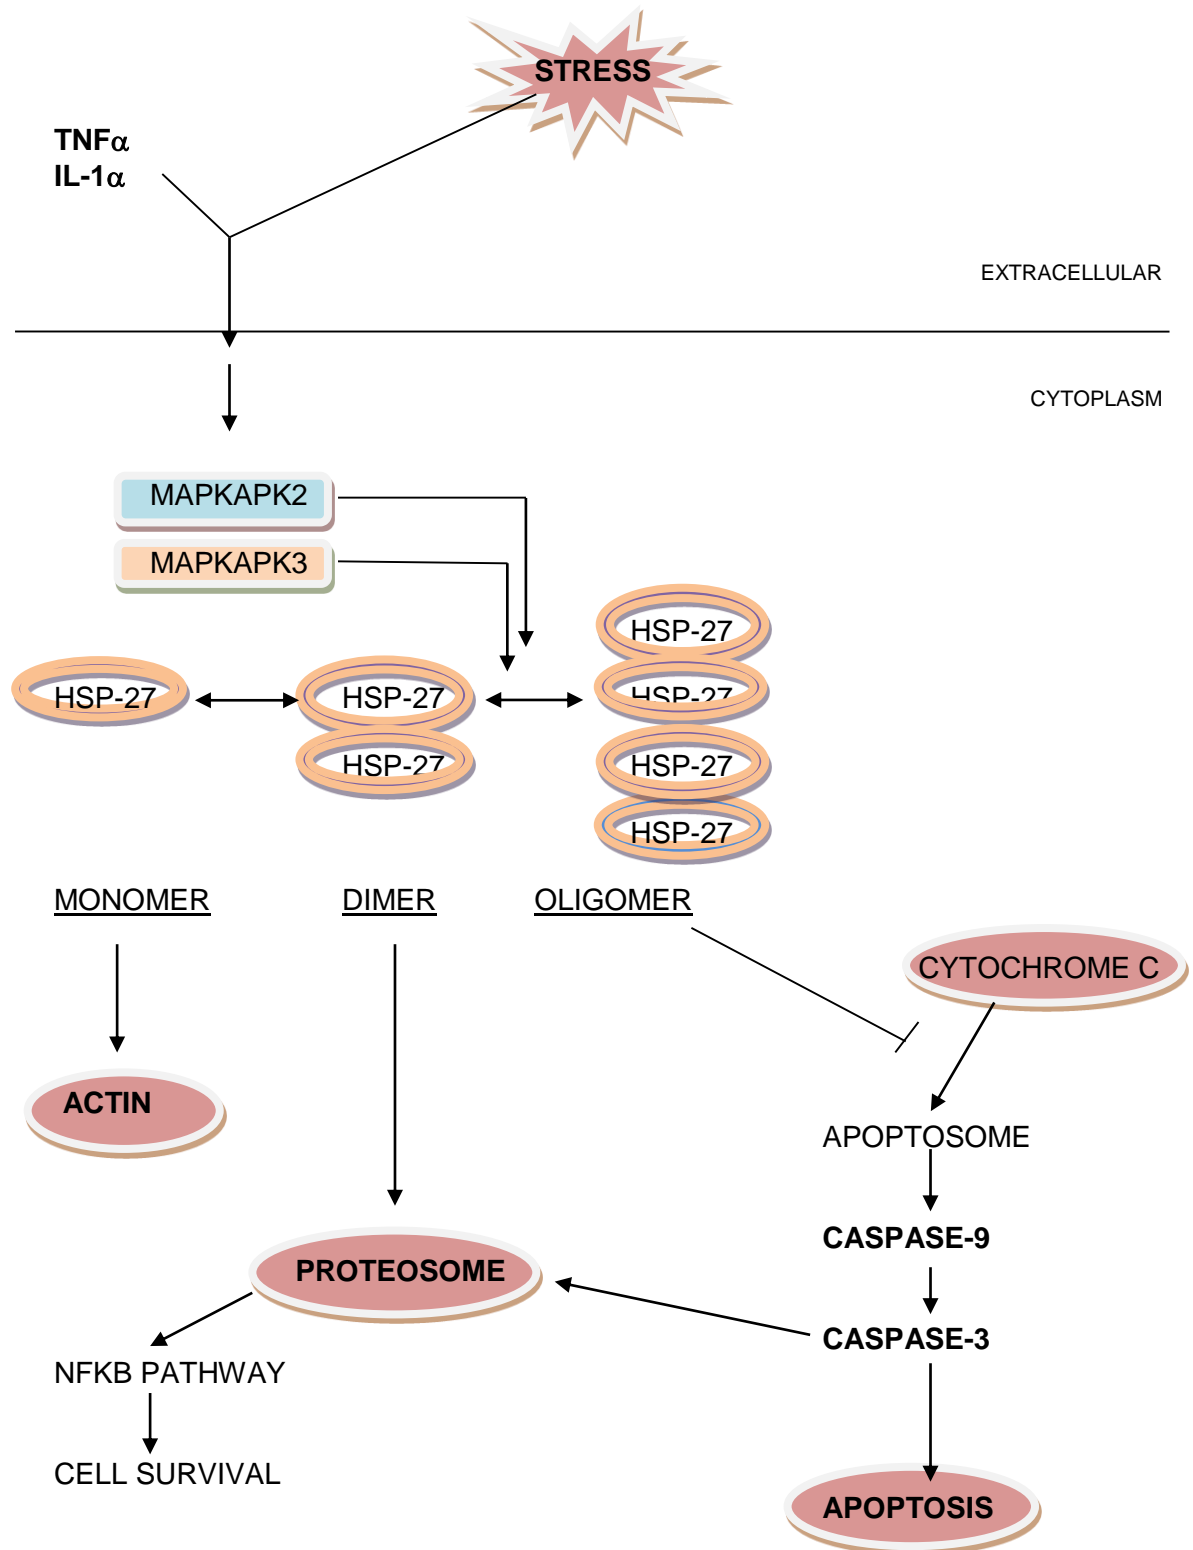 STRESS
TNFα
IL-1α
EXTRACELLULAR
CYTOPLASM
MAPKAPK2
MAPKAPK3
HSP-27
HSP-27
HSP-27
HSP-27
HSP-27
HSP-27
HSP-27
MONOMER
DIMER
OLIGOMER
CYTOCHROME C
ACTIN
APOPTOSOME
CASPASE-9
PROTEOSOME
CASPASE-3
NFKB PATHWAY
CELL SURVIVAL
APOPTOSIS